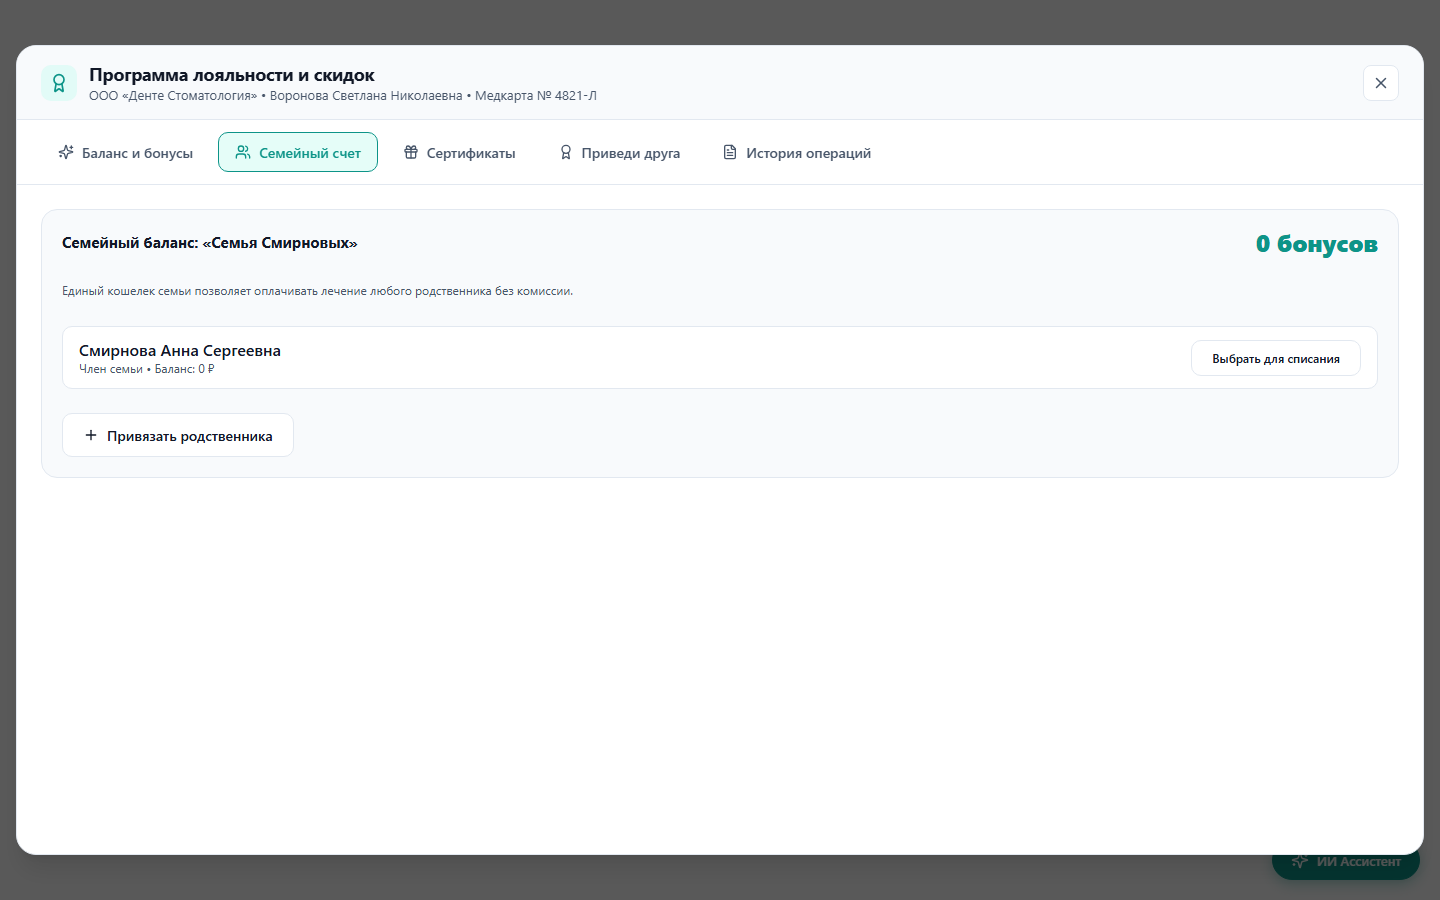 Программа лояльности и скидок
ООО «Денте Стоматология» • Воронова Светлана Николаевна • Медкарта № 4821-Л
Баланс и бонусы
Семейный счет
Сертификаты
Приведи друга
История операций
Семейный баланс: «Семья Смирновых»
0 бонусов
Единый кошелек семьи позволяет оплачивать лечение любого родственника без комиссии.
Смирнова Анна Сергеевна
Член семьи • Баланс: 0 ₽
Выбрать для списания
Привязать родственника
ИИ Ассистент